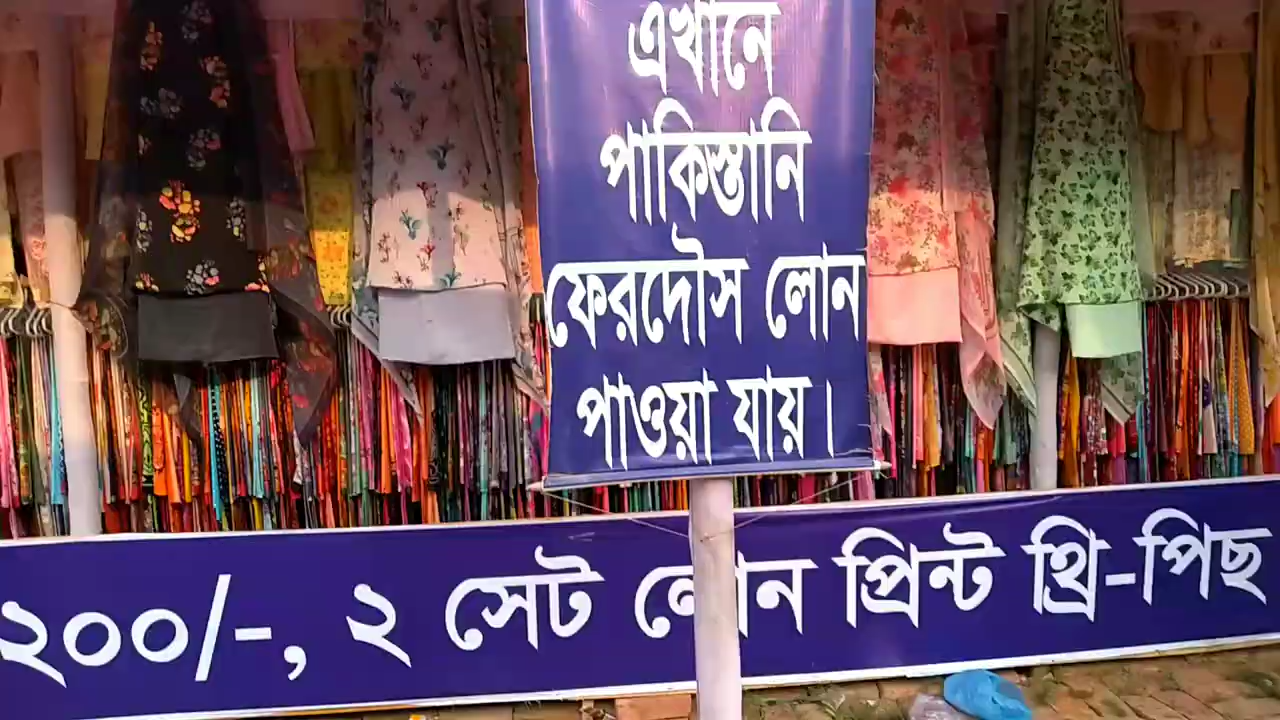 এখানে
পাকিস্তানি
ফেরদৌস লোন
পাওয়া যায়।
২০০/-, ২ সেট লোন প্রিন্ট থ্রি-পিছ